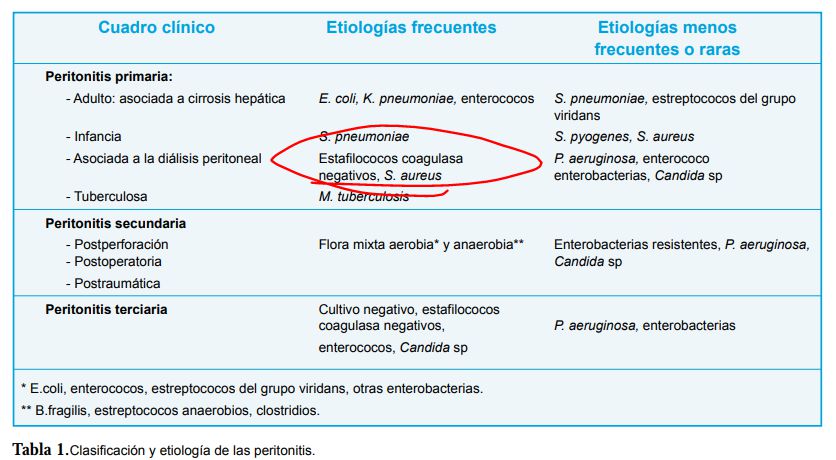 Cuadro clínico Etiologías frecuentes Etiologías menos
frecuentes o raras
Peritonitis primaria:
- Adulto: asociada a cirrosis hepática E. coli, K. pneumoniae, enterococos S. pneumoniae, estreptococos del grupo
viridans
- Infancia S. pneumoniae S. pyogenes, S. aureus
- Asociada a la diálisis peritoneal Estafilococos coagulasa P. aeruginosa, enterococo
negativos, S. aureus enterobacterias, Candida sp
- Tuberculosa M. tuberculosis
Peritonitis secundaria
- Postperforación Flora mixta aerobia* y anaerobia** Enterobacterias resistentes, P. aeruginosa,
- Postoperatoria Candida sp
- Postraumática
Peritonitis terciaria Cultivo negativo, estafilococos
coagulasa negativos, P. aeruginosa, enterobacterias
enterococos, Candida sp
* E.coli, enterococos, estreptococos del grupo viridans, otras enterobacterias.
** B.fragilis, estreptococos anaerobios, clostridios.
Tabla 1.Clasificación y etiología de las peritonitis.